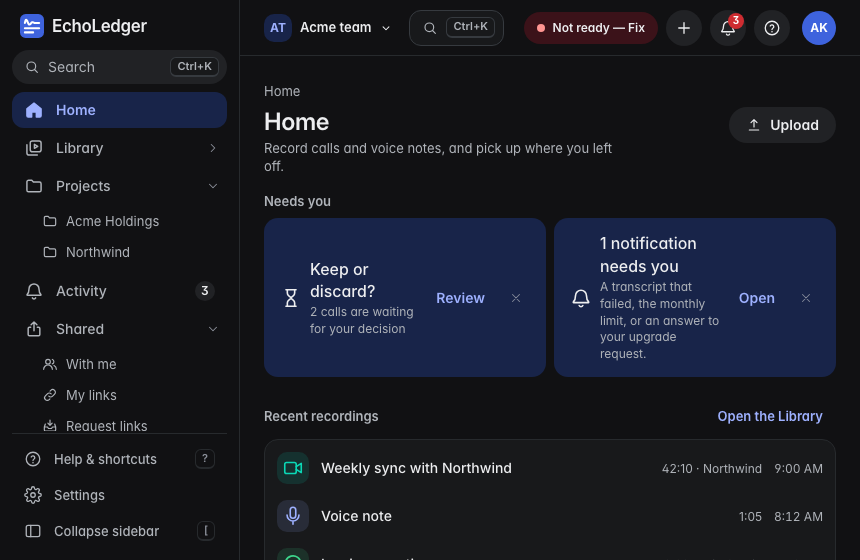 EchoLedger
Search Ctrl+K
Home
Library
Projects
Acme Holdings
Northwind
Activity 3
Shared
With me
My links
Request links
Help & shortcuts ?
Settings
Collapse sidebar [
AT Acme team
Ctrl+K
Not ready — Fix
3
AK
Home
Home
Record calls and voice notes, and pick up where you left
off.
Upload
Needs you
Keep or
discard?
2 calls are waiting
for your decision
Review
1 notification
needs you
A transcript that
failed, the monthly
limit, or an answer to
your upgrade
request.
Open
Recent recordings
Open the Library
Weekly sync with Northwind 42:10 · Northwind 9:00 AM
Voice note 1:05 8:12 AM